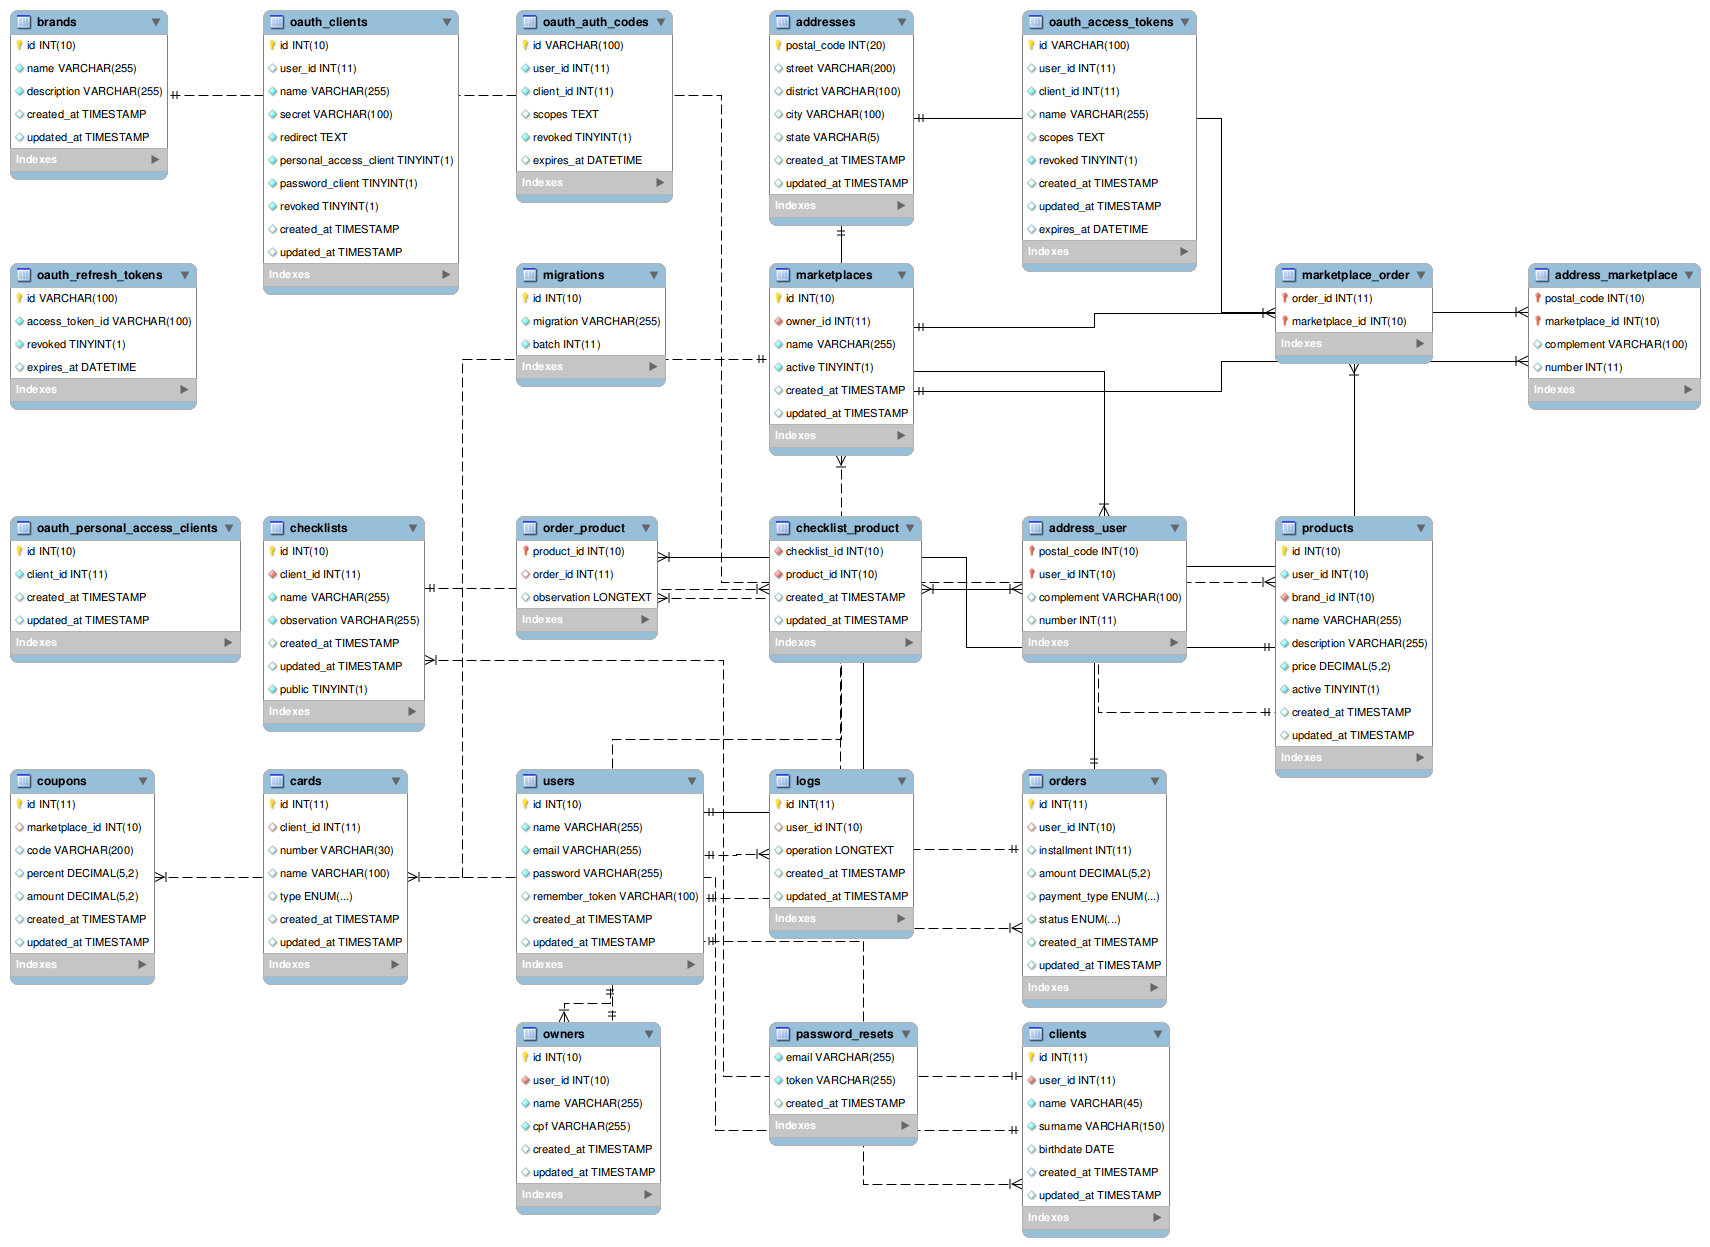 brands
id INT(10)
name VARCHAR(255)
description VARCHAR(255)
created_at TIMESTAMP
updated_at TIMESTAMP
Indexes
oauth_clients
id INT(10)
user_id INT(11)
name VARCHAR(255)
secret VARCHAR(100)
redirect TEXT
personal_access_client TINYINT(1)
password_client TINYINT(1)
revoked TINYINT(1)
created_at TIMESTAMP
updated_at TIMESTAMP
Indexes
oauth_auth_codes
id VARCHAR(100)
user_id INT(11)
client_id INT(11)
scopes TEXT
revoked TINYINT(1)
expires_at DATETIME
Indexes
addresses
postal_code INT(20)
street VARCHAR(200)
district VARCHAR(100)
city VARCHAR(100)
state VARCHAR(5)
created_at TIMESTAMP
updated_at TIMESTAMP
Indexes
oauth_access_tokens
id VARCHAR(100)
user_id INT(11)
client_id INT(11)
name VARCHAR(255)
scopes TEXT
revoked TINYINT(1)
created_at TIMESTAMP
updated_at TIMESTAMP
expires_at DATETIME
Indexes
oauth_refresh_tokens
id VARCHAR(100)
access_token_id VARCHAR(100)
revoked TINYINT(1)
expires_at DATETIME
Indexes
migrations
id INT(10)
migration VARCHAR(255)
batch INT(11)
Indexes
marketplaces
id INT(10)
owner_id INT(11)
name VARCHAR(255)
active TINYINT(1)
created_at TIMESTAMP
updated_at TIMESTAMP
Indexes
marketplace_order
order_id INT(11)
marketplace_id INT(10)
Indexes
address_marketplace
postal_code INT(10)
marketplace_id INT(10)
complement VARCHAR(100)
number INT(11)
Indexes
oauth_personal_access_clients
id INT(10)
client_id INT(11)
created_at TIMESTAMP
updated_at TIMESTAMP
Indexes
checklists
id INT(10)
client_id INT(11)
name VARCHAR(255)
observation VARCHAR(255)
created_at TIMESTAMP
updated_at TIMESTAMP
public TINYINT(1)
Indexes
order_product
product_id INT(10)
order_id INT(11)
observation LONGTEXT
Indexes
checklist_product
checklist_id INT(10)
product_id INT(10)
created_at TIMESTAMP
updated_at TIMESTAMP
Indexes
address_user
postal_code INT(10)
user_id INT(10)
complement VARCHAR(100)
number INT(11)
Indexes
products
id INT(10)
user_id INT(10)
brand_id INT(10)
name VARCHAR(255)
description VARCHAR(255)
price DECIMAL(5,2)
active TINYINT(1)
created_at TIMESTAMP
updated_at TIMESTAMP
Indexes
coupons
id INT(11)
marketplace_id INT(10)
code VARCHAR(200)
percent DECIMAL(5,2)
amount DECIMAL(5,2)
created_at TIMESTAMP
updated_at TIMESTAMP
Indexes
cards
id INT(11)
client_id INT(11)
number VARCHAR(30)
name VARCHAR(100)
type ENUM(...)
created_at TIMESTAMP
updated_at TIMESTAMP
Indexes
users
id INT(10)
name VARCHAR(255)
email VARCHAR(255)
password VARCHAR(255)
remember_token VARCHAR(100)
created_at TIMESTAMP
updated_at TIMESTAMP
Indexes
logs
id INT(11)
user_id INT(10)
operation LONGTEXT
created_at TIMESTAMP
updated_at TIMESTAMP
Indexes
orders
id INT(11)
user_id INT(10)
installment INT(11)
amount DECIMAL(5,2)
payment_type ENUM(...)
status ENUM(...)
created_at TIMESTAMP
updated_at TIMESTAMP
Indexes
owners
id INT(10)
user_id INT(10)
name VARCHAR(255)
cpf VARCHAR(255)
created_at TIMESTAMP
updated_at TIMESTAMP
Indexes
password_resets
email VARCHAR(255)
token VARCHAR(255)
created_at TIMESTAMP
Indexes
clients
id INT(11)
user_id INT(11)
name VARCHAR(45)
surname VARCHAR(150)
birthdate DATE
created_at TIMESTAMP
updated_at TIMESTAMP
Indexes